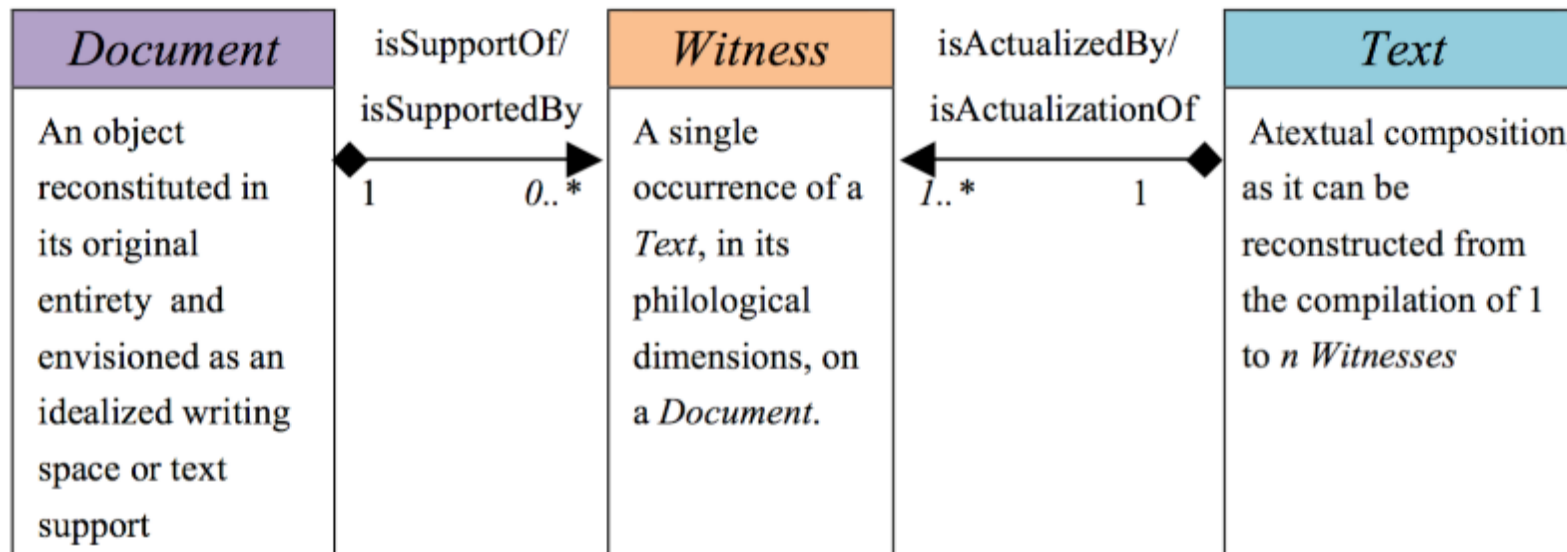 Document
An object
reconstituted in
its original
entirety and
envisioned as an
idealized writing
space or text
support
isSupportOf/
isSupportedBy
1 0..*
Witness
A single
occurrence of a
Text, in its
philological
dimensions, on
a Document.
isActualizedBy/
isActualizationOf
1..* 1
Text
Atextual composition
as it can be
reconstructed from
the compilation of 1
to n Witnesses